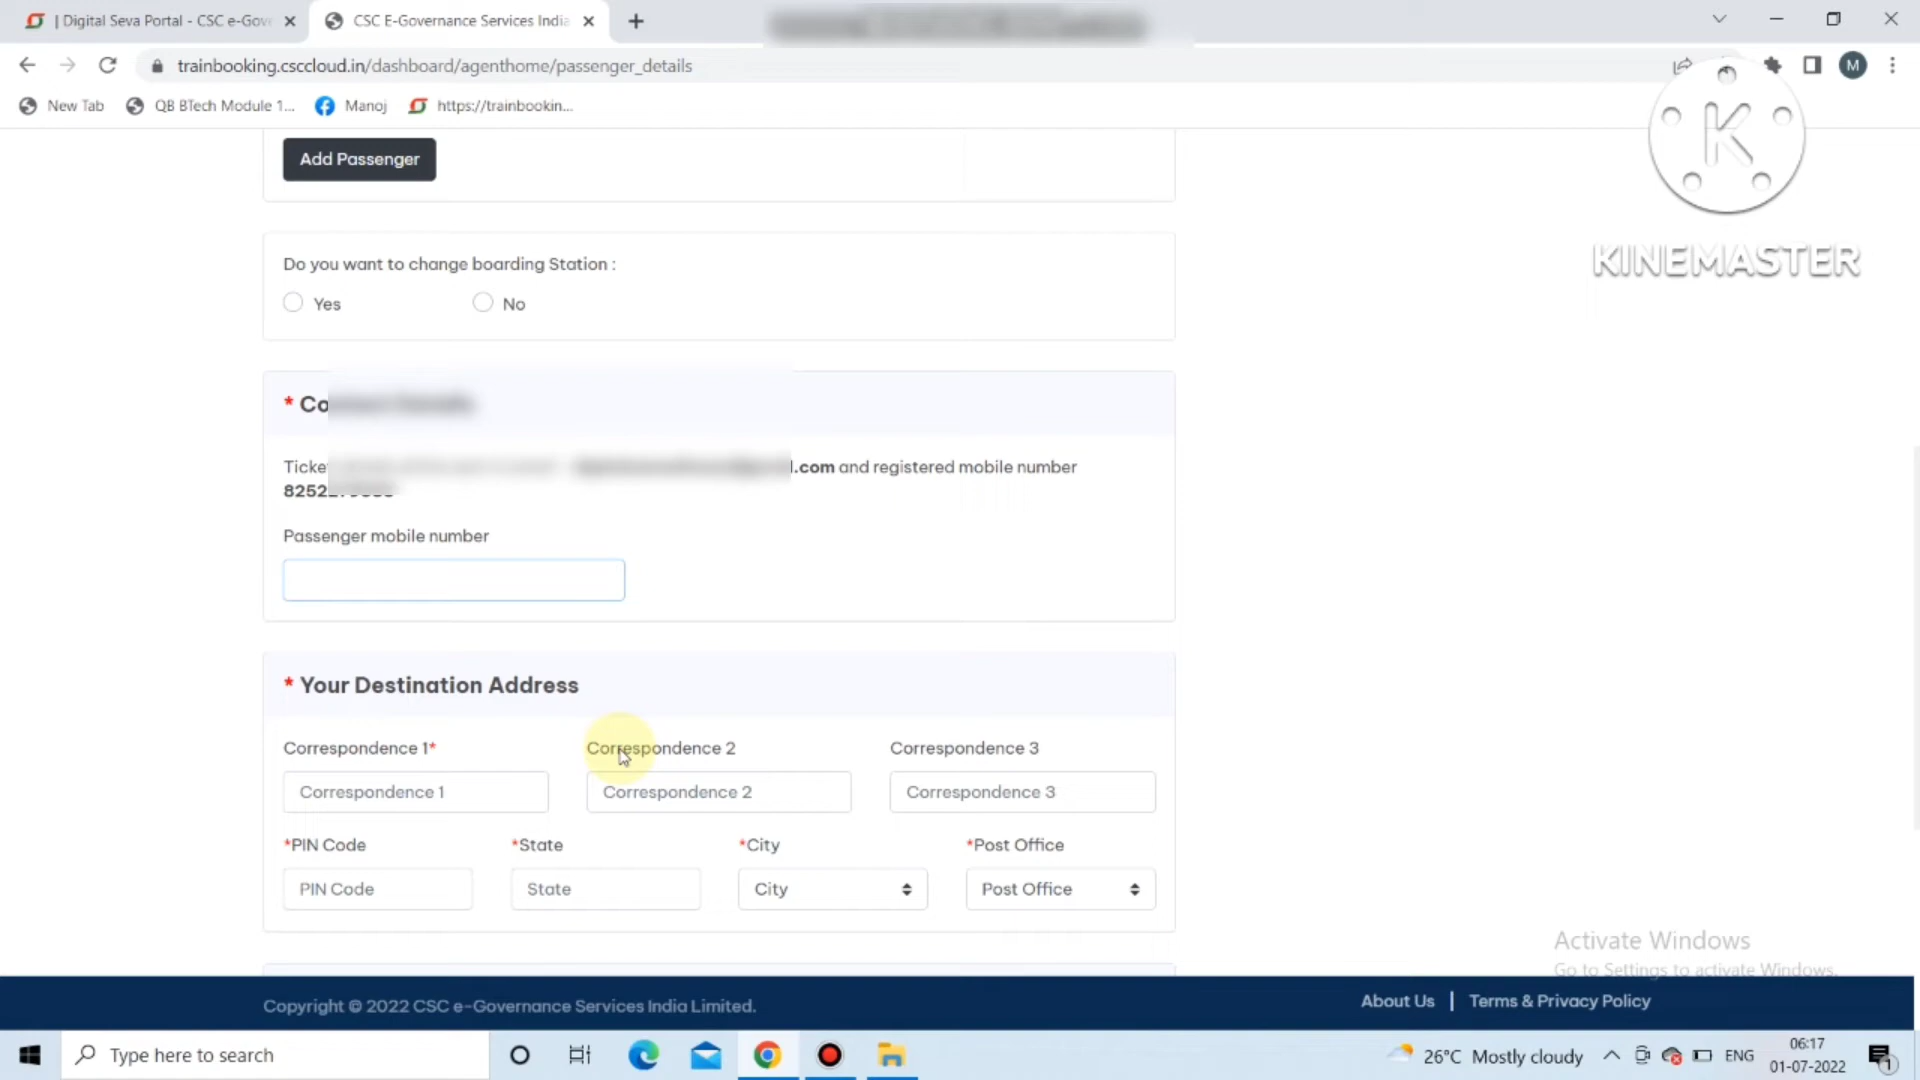 | Digital Seva Portal - CSC e-Gov
CSC E-Governance Services India
trainbooking.csccloud.in/dashboard/agenthome/passenger_details
M
New Tab
QB BTech Module 1...
Manoj
https://trainbookin...
K
KINEMASTER
Add Passenger
Do you want to change boarding Station :
Yes
No
* Co
Ticke
.com and registered mobile number
Passenger mobile number
* Your Destination Address
Correspondence 1*
Correspondence 2
Correspondence 3
Correspondence 1
Correspondence 2
Correspondence 3
*PIN Code
*State
*City
*Post Office
PIN Code
State
City
Post Office
Activate Windows
Go to Settings to activate Windows.
Copyright © 2022 CSC e-Governance Services India Limited.
About Us | Terms & Privacy Policy
Type here to search
26°C Mostly cloudy
ENG
06:17
01-07-2022
1